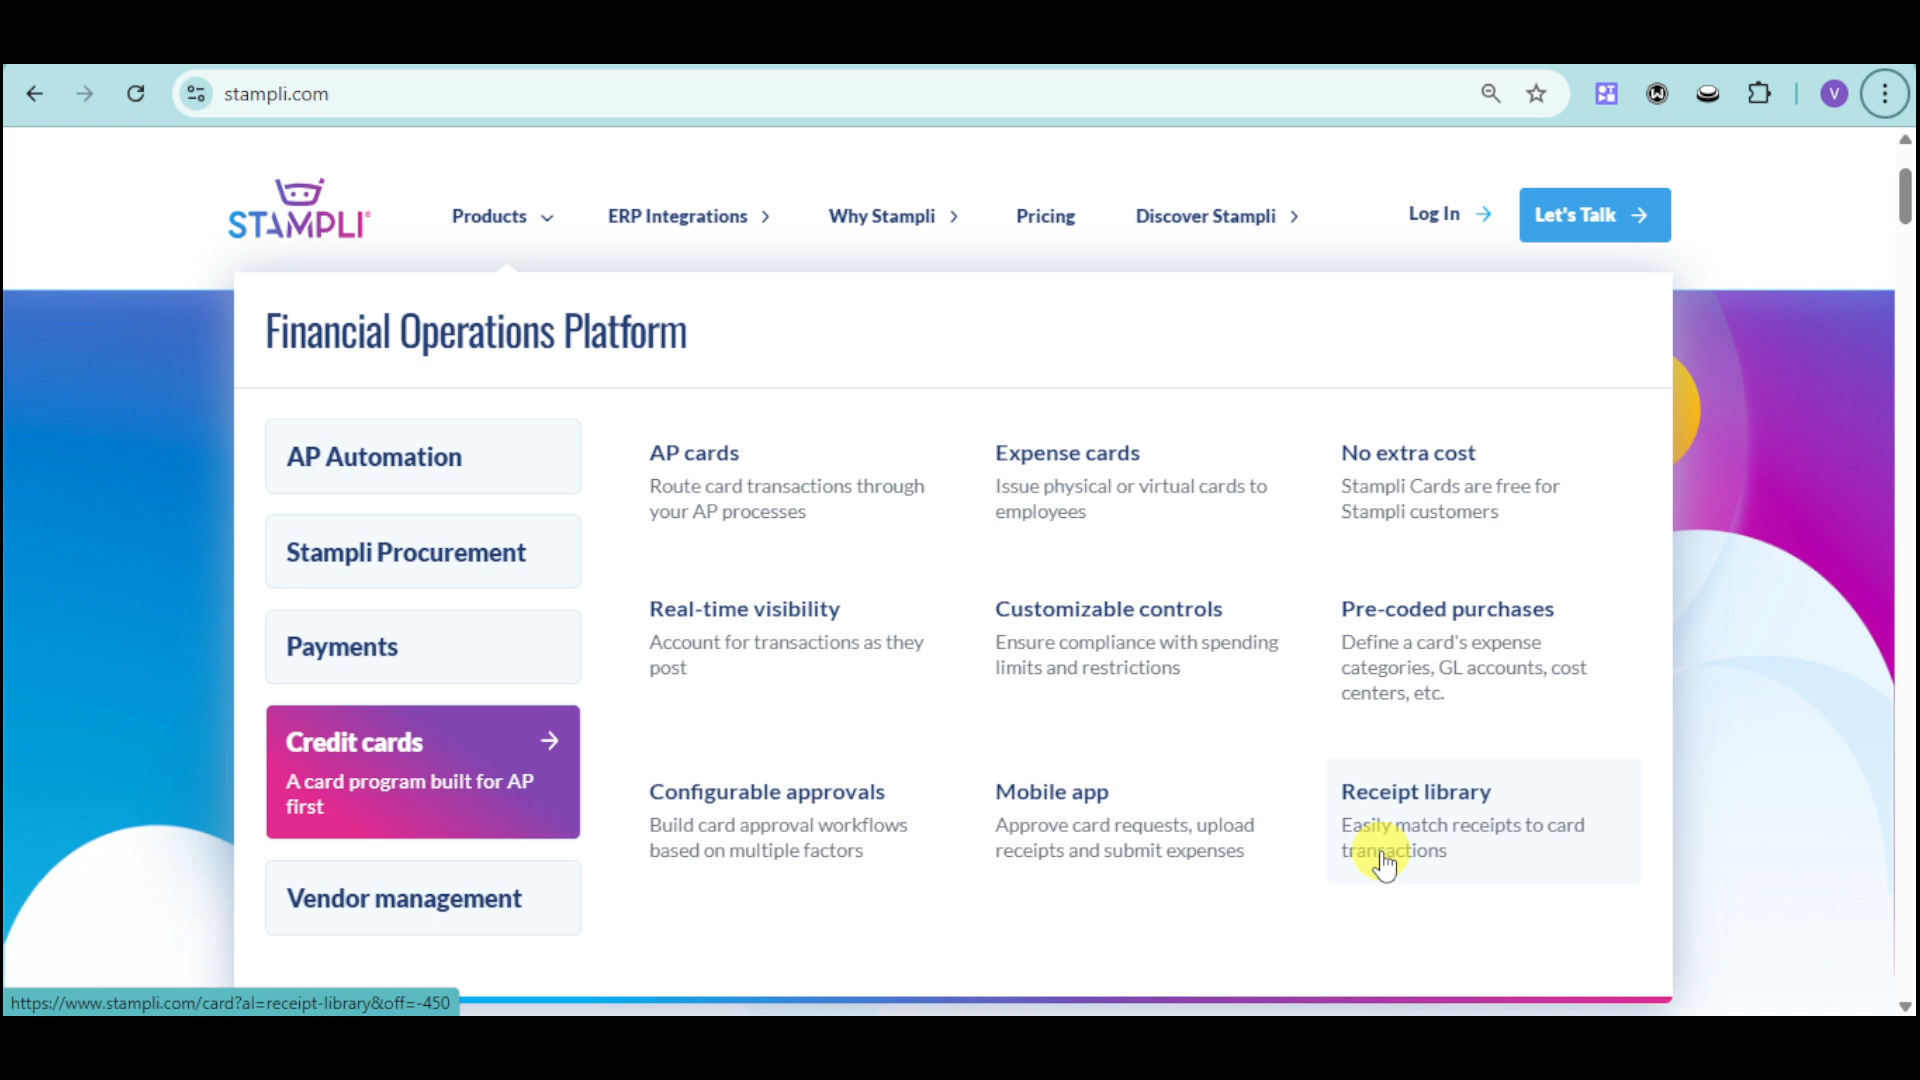 stampli.com
V
STAMPLI
Products
ERP Integrations
Why Stampli
Pricing
Discover Stampli
Log In
Let's Talk
Financial Operations Platform
AP Automation
Stampli Procurement
Payments
Credit cards
A card program built for AP
first
Vendor management
AP cards
Route card transactions through
your AP processes
Expense cards
Issue physical or virtual cards to
employees
No extra cost
Stampli Cards are free for
Stampli customers
Real-time visibility
Account for transactions as they
post
Customizable controls
Ensure compliance with spending
limits and restrictions
Pre-coded purchases
Define a card's expense
categories, GL accounts, cost
centers, etc.
Configurable approvals
Build card approval workflows
based on multiple factors
Mobile app
Approve card requests, upload
receipts and submit expenses
Receipt library
Easily match receipts to card
transactions
https://www.stampli.com/card?al=receipt-library&off=-450